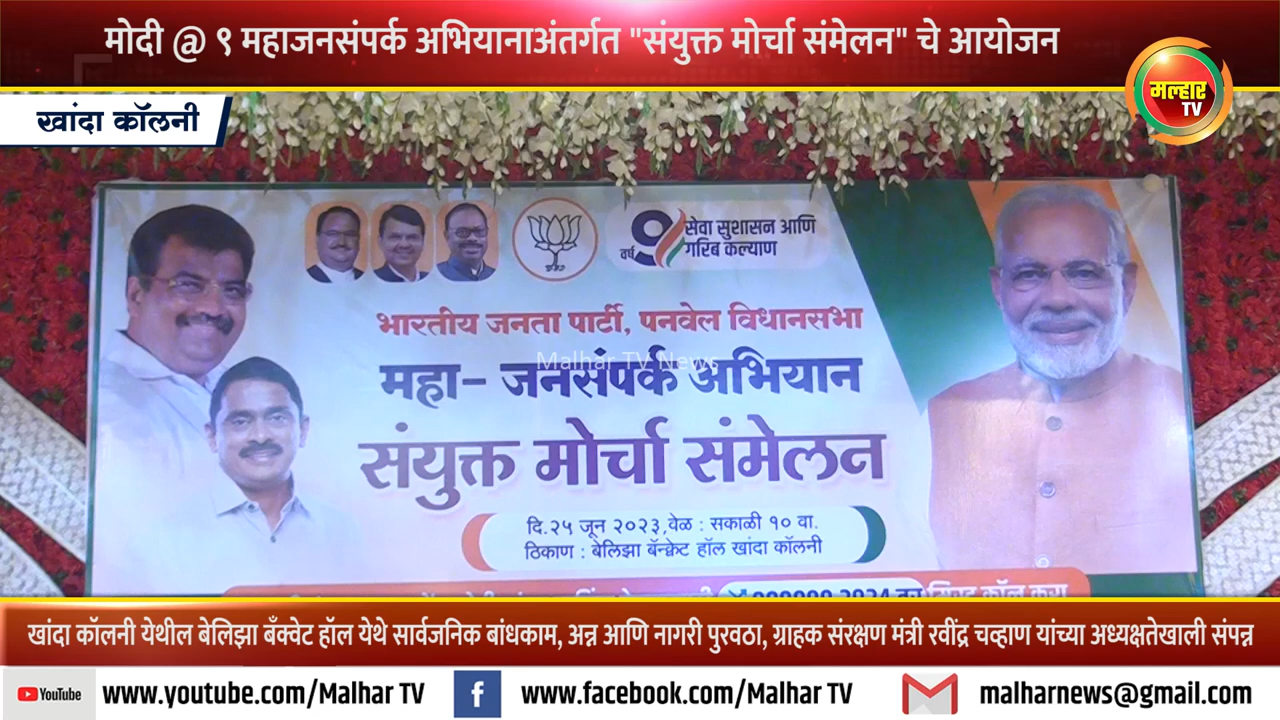 मोदी @ ९ महाजनसंपर्क अभियानाअंतर्गत "संयुक्त मोर्चा संमेलन" चे आयोजन
मल्हार
TV
खांदा कॉलनी
वर्ष ९ सेवा सुशासन आणि
गरिब कल्याण
भारतीय जनता पार्टी, पनवेल विधानसभा
Malhar TV News
महा- जनसंपर्क अभियान
संयुक्त मोर्चा संमेलन
दि.२५ जून २०२३,वेळ : सकाळी १० वा.
ठिकाण : बेलिझा बॅन्क्वेट हॉल खांदा कॉलनी
खांदा कॉलनी येथील बेलिझा बँक्वेट हॉल येथे सार्वजनिक बांधकाम, अन्न आणि नागरी पुरवठा, ग्राहक संरक्षण मंत्री रवींद्र चव्हाण यांच्या अध्यक्षतेखाली संपन्न
YouTube www.youtube.com/Malhar TV www.facebook.com/Malhar TV malharnews@gmail.com